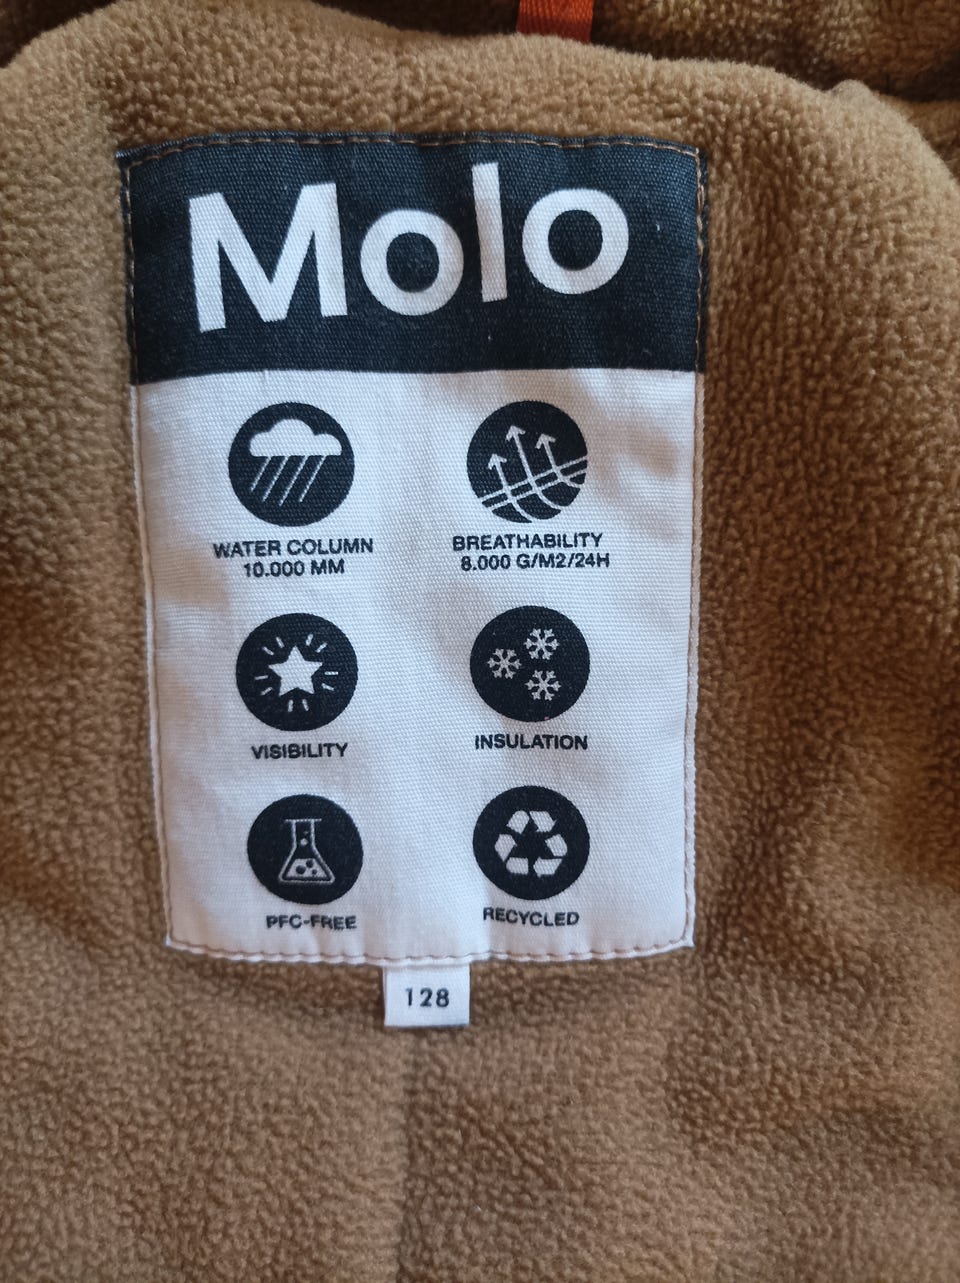 Molo
WATER COLUMN
10.000 MM
BREATHABILITY
8.000 G/M2/24H
VISIBILITY
INSULATION
PFC-FREE
RECYCLED
128